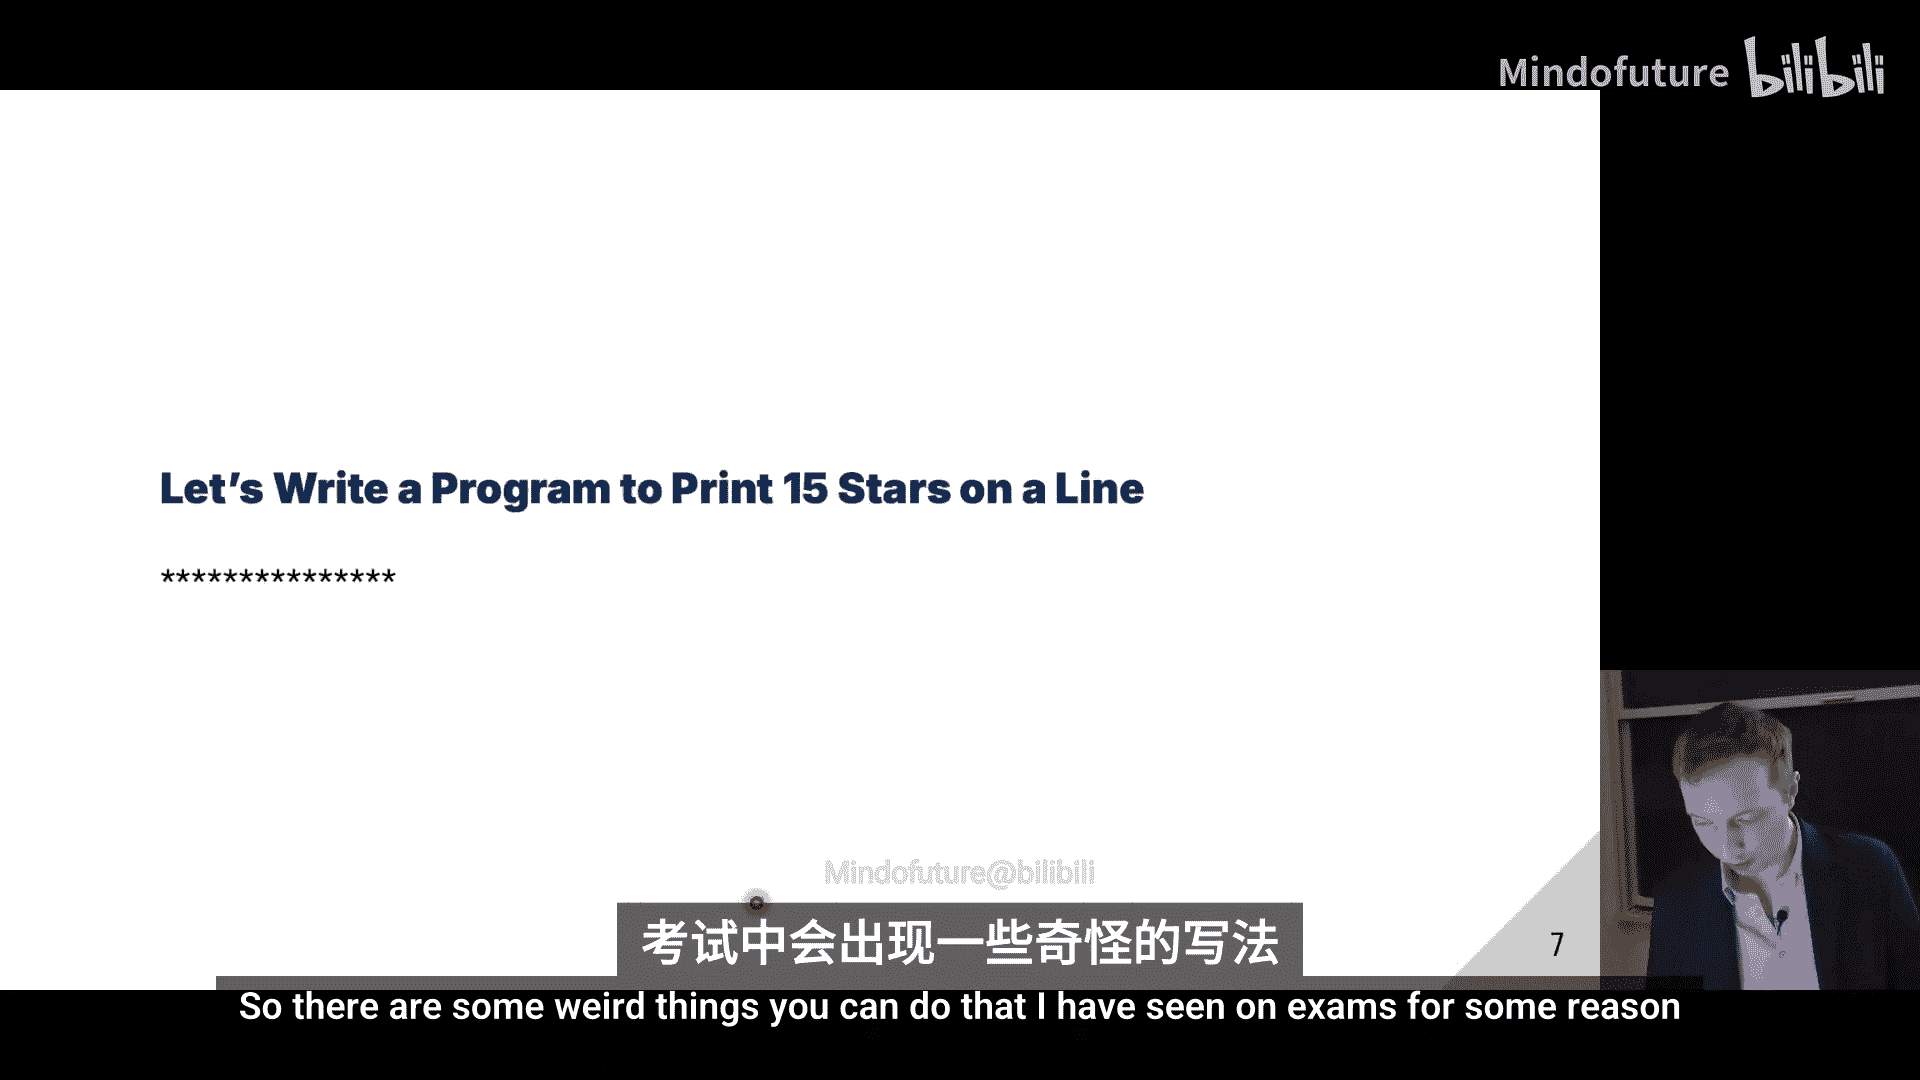 Mindofuture bilibili
Let’s Write a Program to Print 15 Stars on a Line
***************
Mindofuture@bilibili
考试中会出现一些奇怪的写法
7
So there are some weird things you can do that I have seen on exams for some reason